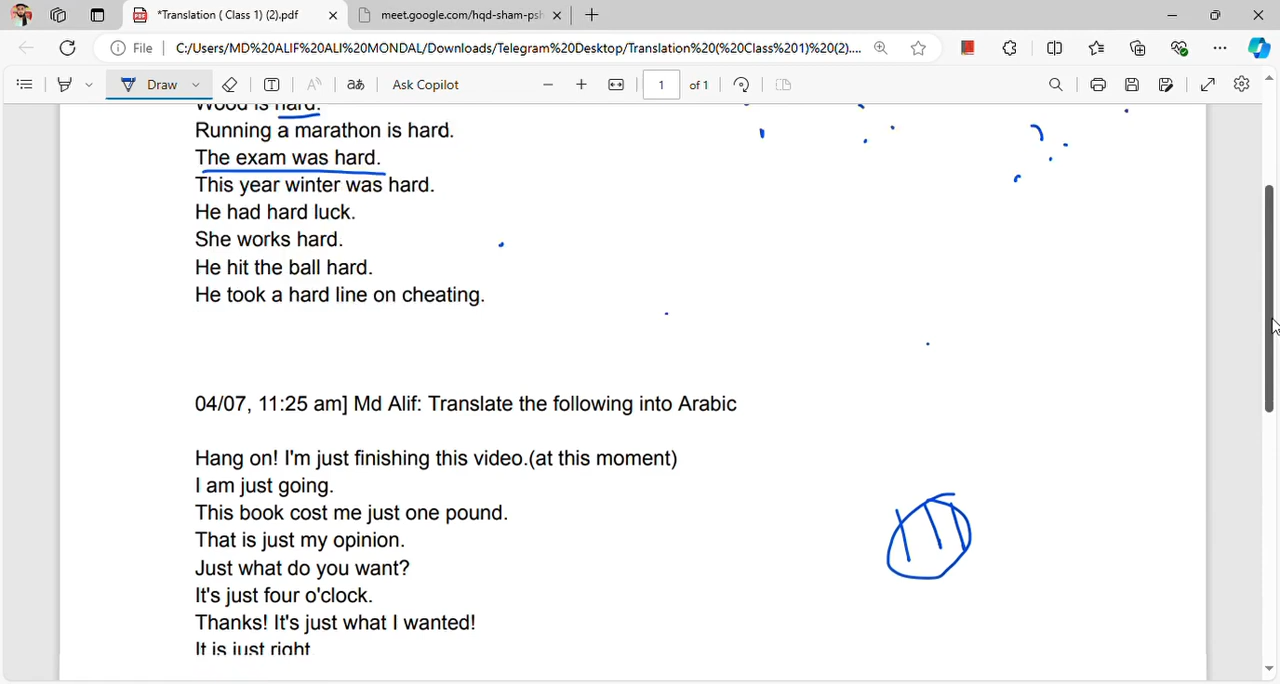 *Translation ( Class 1) (2).pdf
meet.google.com/hqd-sham-psh
File
C:/Users/MD%20ALIF%20ALI%20MONDAL/Downloads/Telegram%20Desktop/Translation%20(%20Class%201)%20(2)....
Draw
aあ
Ask Copilot
1
of 1
Wood is hard.
Running a marathon is hard.
The exam was hard.
This year winter was hard.
He had hard luck.
She works hard.
He hit the ball hard.
He took a hard line on cheating.
04/07, 11:25 am] Md Alif: Translate the following into Arabic
Hang on! I'm just finishing this video.(at this moment)
I am just going.
This book cost me just one pound.
That is just my opinion.
Just what do you want?
It's just four o'clock.
Thanks! It's just what I wanted!
It is just right